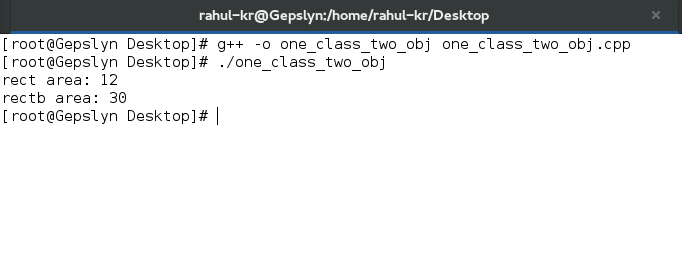 rahul-kr@Gepslyn:/home/rahul-kr/Desktop
[root@Gepslyn Desktop]# g++ -o one_class_two_obj one_class_two_obj.cpp
[root@Gepslyn Desktop]# ./one_class_two_obj
rect area: 12
rectb area: 30
[root@Gepslyn Desktop]#